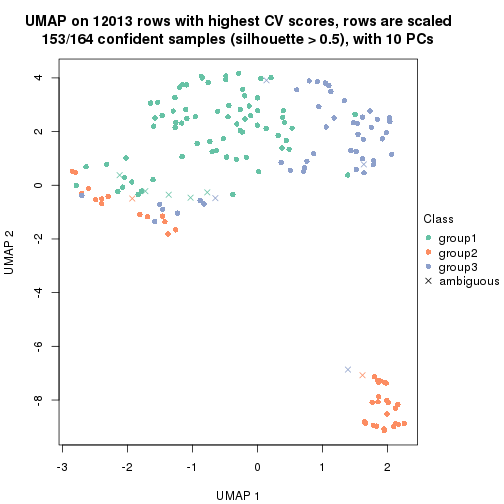 UMAP on 12013 rows with highest CV scores, rows are scaled
153/164 confident samples (silhouette > 0.5), with 10 PCs
4
2
0
-2
-4
-6
-8
UMAP 2
-3
-2
-1
0
1
2
UMAP 1
Class
group1
group2
group3
ambiguous